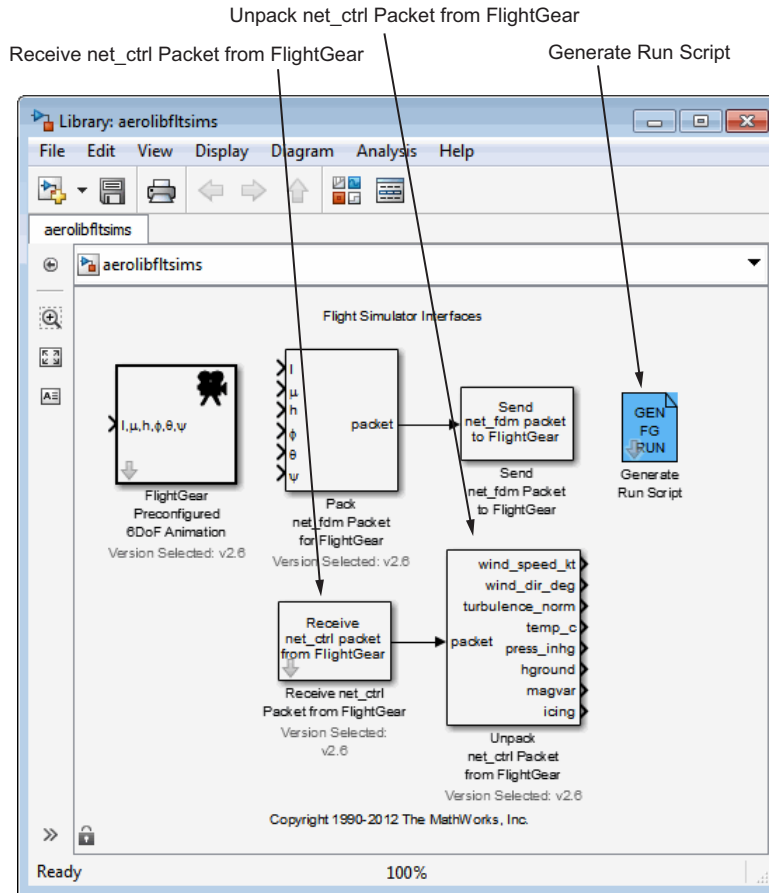 Unpack net_ctrl Packet from FlightGear
Receive net_ctrl Packet from FlightGear
Generate Run Script
Library: aerolibfltsims
File Edit View Display Diagram Analysis Help
aerolibfltsims
aerolibfltsims
Flight Simulator Interfaces
l,μ,h,ϕ,θ,ψ
FlightGear
Preconfigured
6DoF Animation
Version Selected: v2.6
l
μ
h
ϕ
θ
ψ
packet
Pack
net_fdm Packet
for FlightGear
Version Selected: v2.6
Send
net_fdm packet
to FlightGear
Send
net_fdm Packet
to FlightGear
GEN
FG
RUN
Generate
Run Script
Receive
net_ctrl packet
from FlightGear
Receive net_ctrl
Packet from FlightGear
Version Selected:
v2.6
packet
wind_speed_kt
wind_dir_deg
turbulence_norm
temp_c
press_inhg
hground
magvar
icing
Unpack
net_ctrl Packet
from FlightGear
Version Selected: v2.6
Copyright 1990-2012 The MathWorks, Inc.
Ready 100%